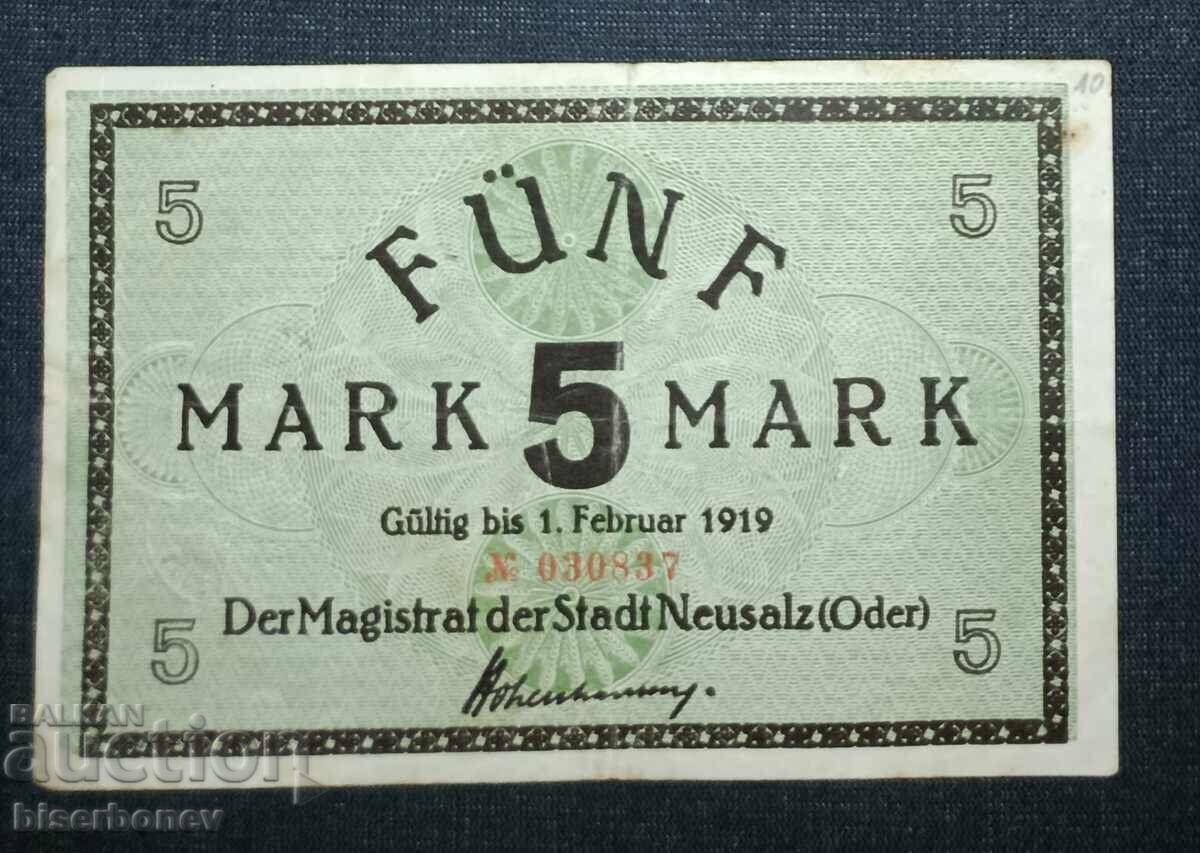 10
5 5
FÜNF
MARK 5 MARK
Gültig bis 1. Februar 1919
№ 030837
Der Magistrat der Stadt Neusalz (Oder)
5 5
BALKAN
auction
biserbonev